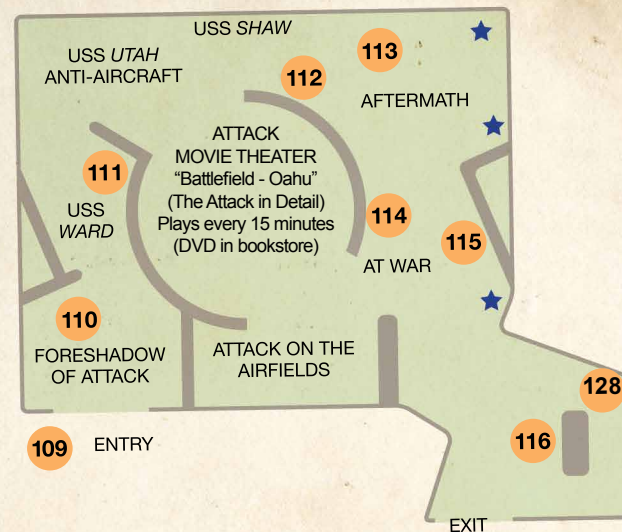 USS SHAW
113
USS UTAH
ANTI-AIRCRAFT
112
AFTERMATH
ATTACK
MOVIE THEATER
“Battlefield - Oahu”
(The Attack in Detail)
Plays every 15 minutes
(DVD in bookstore)
111
USS
WARD
114
115
AT WAR
110
FORESHADOW
OF ATTACK
ATTACK ON THE
AIRFIELDS
128
109
ENTRY
116
EXIT